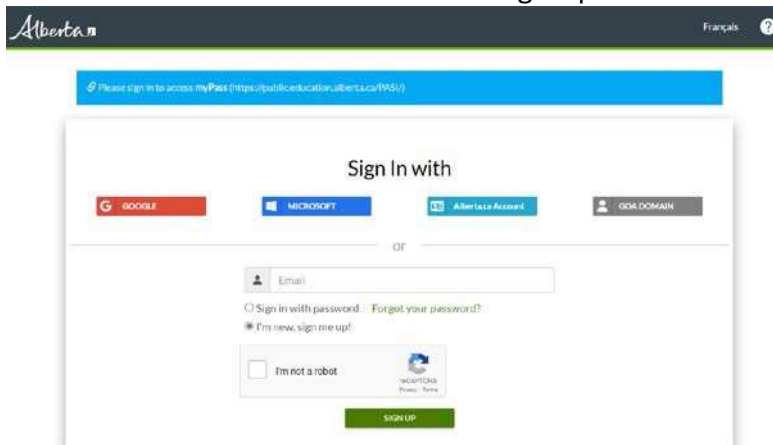 Alberta
Français ?
Please sign in to access myPass (https://public.education.alberta.ca/PASI/)
Sign In with
G GOOGLE MICROSOFT Alberta.ca Account GOA DOMAIN
or
Email
Sign in with password Forgot your password?
I'm new, sign me up!
I'm not a robot
reCAPTCHA
Privacy - Terms
SIGN UP